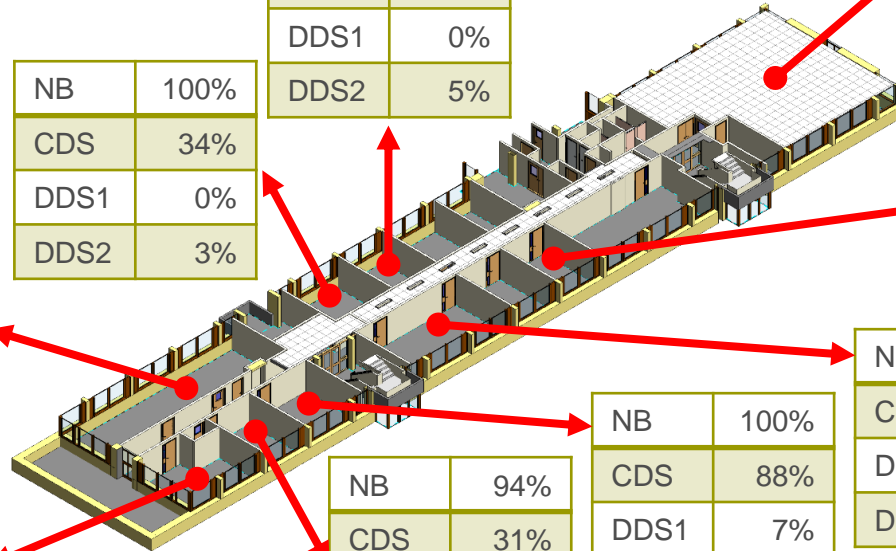 DDS1 0%
DDS2 5%
NB 100%
CDS 34%
DDS1 0%
DDS2 3%
NB 94%
CDS 31%
NB 100%
CDS 88%
DDS1 7%
N
C
D
D